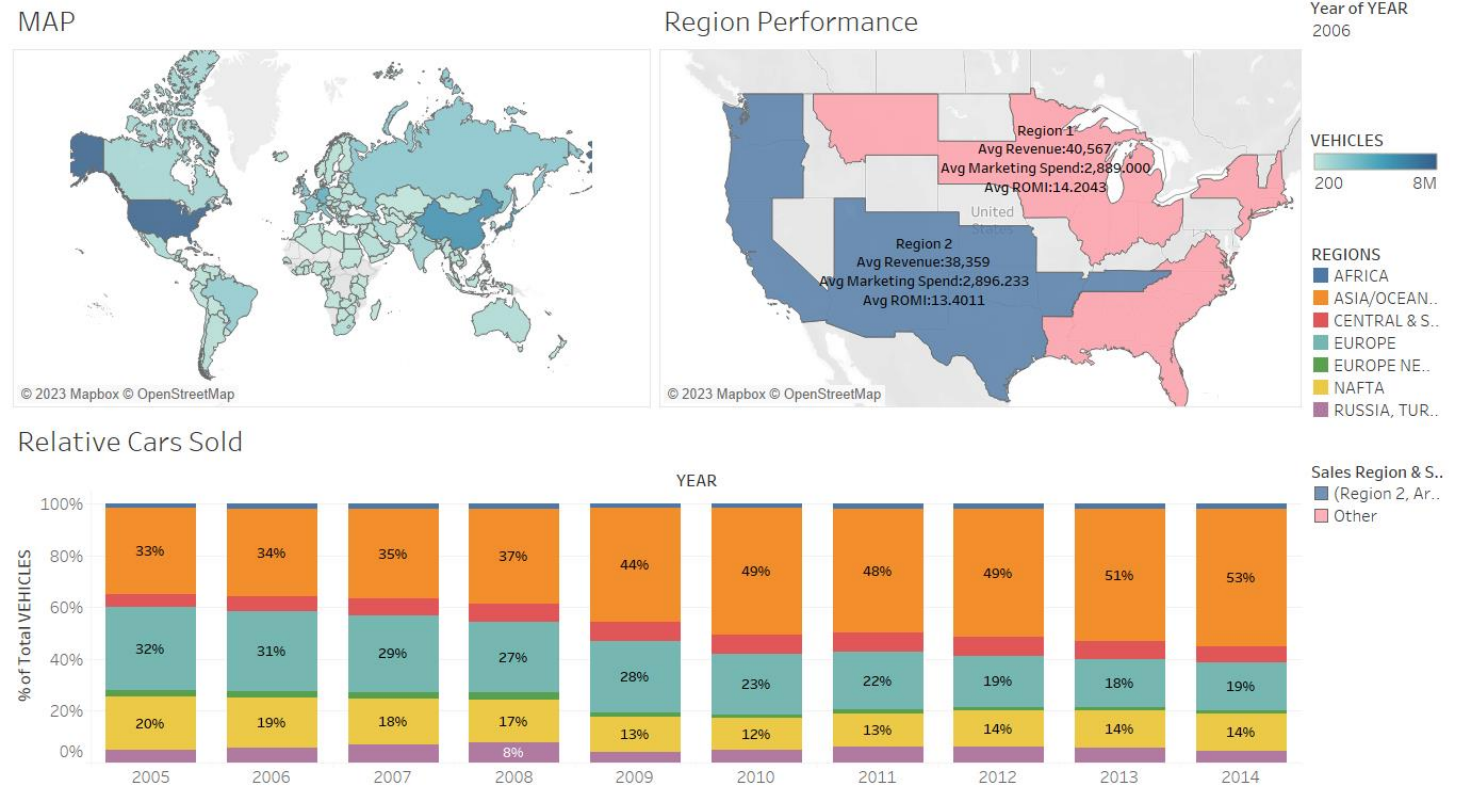 MAP
© 2023 Mapbox © OpenStreetMap
Region Performance
Region 1
Avg Revenue:40,567
Avg Marketing Spend:2,889.000
Avg ROMI:14.2043
United
States
Region 2
Avg Revenue:38,359
Avg Marketing Spend:2,896.233
Avg ROMI:13.4011
© 2023 Mapbox © OpenStreetMap
Year of YEAR
2006
VEHICLES
200 8M
REGIONS
AFRICA
ASIA/OCEAN..
CENTRAL & S..
EUROPE
EUROPE NE..
NAFTA
RUSSIA, TUR..
Sales Region & S..
(Region 2, Ar..
Other
Relative Cars Sold
YEAR
% of Total VEHICLES
100%
80%
60%
40%
20%
0%
33% 34% 35% 37% 44% 49% 48% 49% 51% 53%
32% 31% 29% 27% 28% 23% 22% 19% 18% 19%
20% 19% 18% 17% 13% 12% 13% 14% 14% 14%
8%
2005 2006 2007 2008 2009 2010 2011 2012 2013 2014